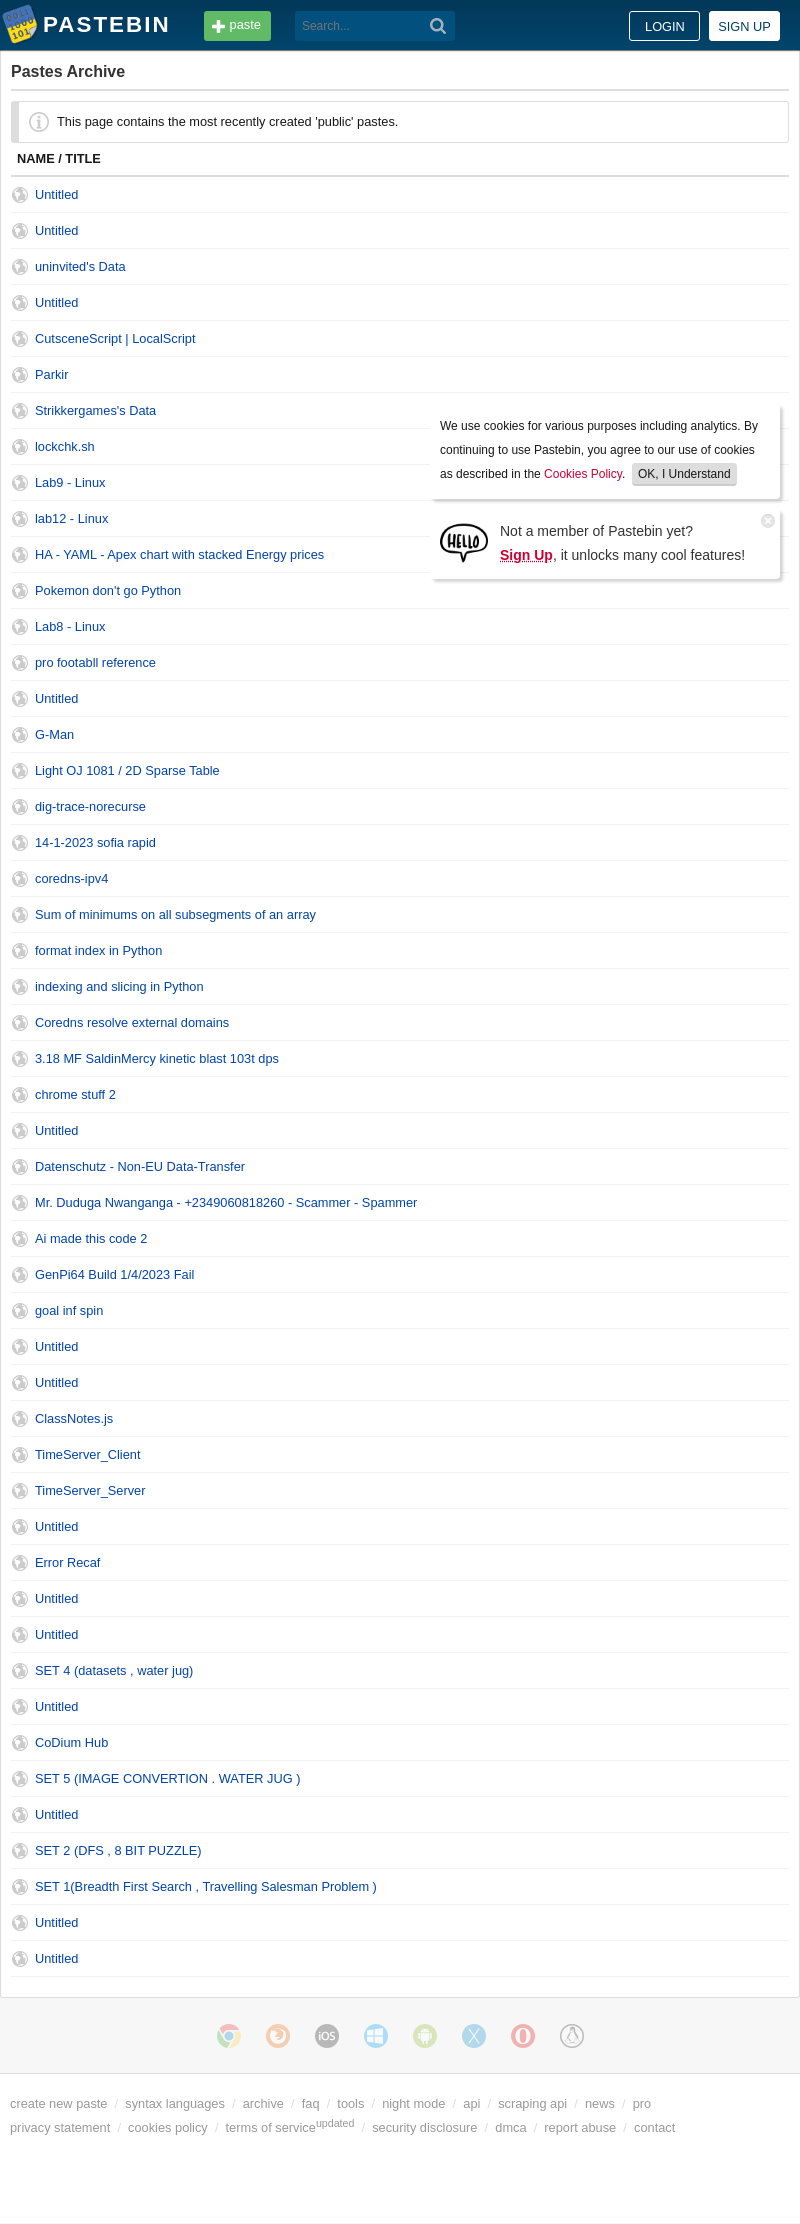 PASTEBIN
paste
Search...
LOGIN
SIGN UP
Pastes Archive
This page contains the most recently created 'public' pastes.
NAME / TITLE
Untitled
Untitled
uninvited's Data
Untitled
CutsceneScript | LocalScript
Parkir
Strikkergames's Data
lockchk.sh
Lab9 - Linux
lab12 - Linux
HA - YAML - Apex chart with stacked Energy prices
Pokemon don't go Python
Lab8 - Linux
pro footabll reference
Untitled
G-Man
Light OJ 1081 / 2D Sparse Table
dig-trace-norecurse
14-1-2023 sofia rapid
coredns-ipv4
Sum of minimums on all subsegments of an array
format index in Python
indexing and slicing in Python
Coredns resolve external domains
3.18 MF SaldinMercy kinetic blast 103t dps
chrome stuff 2
Untitled
Datenschutz - Non-EU Data-Transfer
Mr. Duduga Nwanganga - +2349060818260 - Scammer - Spammer
Ai made this code 2
GenPi64 Build 1/4/2023 Fail
goal inf spin
Untitled
Untitled
ClassNotes.js
TimeServer_Client
TimeServer_Server
Untitled
Error Recaf
Untitled
Untitled
SET 4 (datasets , water jug)
Untitled
CoDium Hub
SET 5 (IMAGE CONVERTION . WATER JUG )
Untitled
SET 2 (DFS , 8 BIT PUZZLE)
SET 1(Breadth First Search , Travelling Salesman Problem )
Untitled
Untitled
We use cookies for various purposes including analytics. By
continuing to use Pastebin, you agree to our use of cookies
as described in the Cookies Policy. OK, I Understand
HELLO
Not a member of Pastebin yet?
Sign Up, it unlocks many cool features!
iOS
create new paste / syntax languages / archive / faq / tools / night mode / api / scraping api / news / pro
privacy statement / cookies policy / terms of service updated / security disclosure / dmca / report abuse / contact